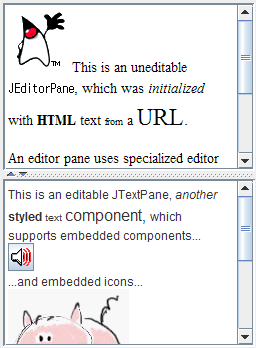 TM This is an uneditable
JEditorPane, which was initialized
with HTML text from a URL.
An editor pane uses specialized editor
This is an editable JTextPane, another
styled text component, which
supports embedded components...
...and embedded icons...